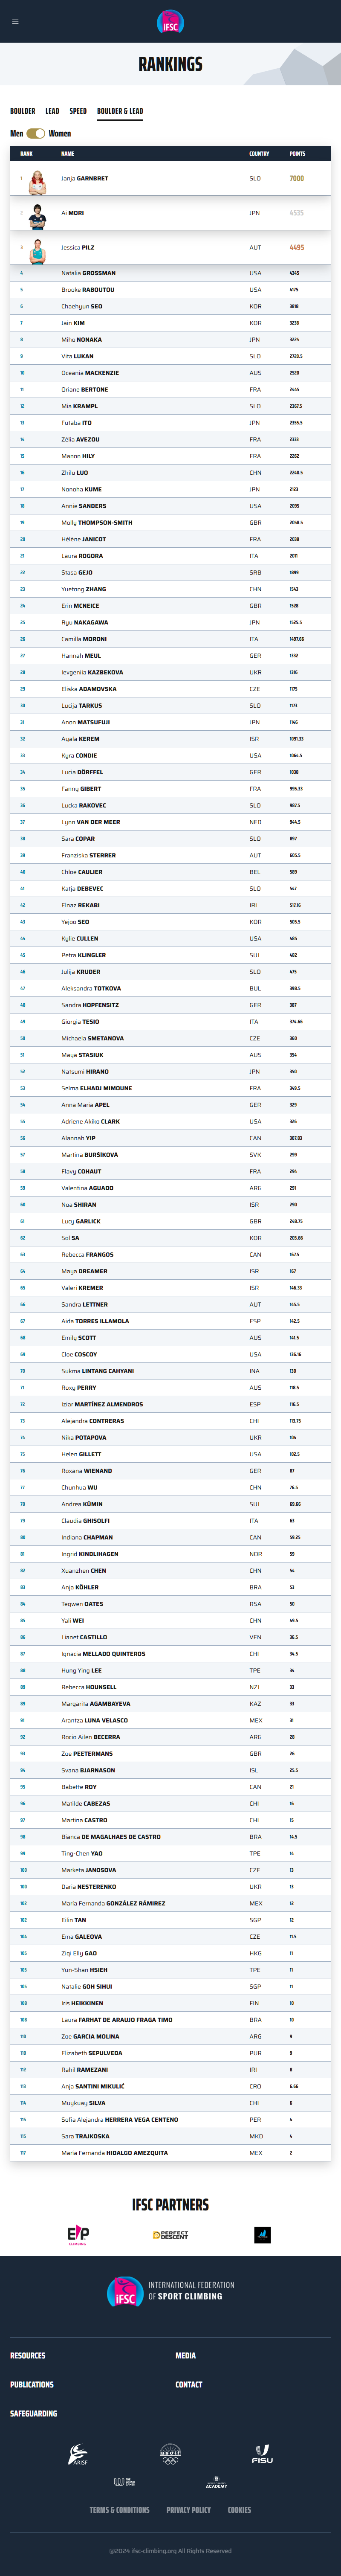 IFSC
RANKINGS
BOULDER LEAD SPEED BOULDER & LEAD
Men Women
RANK NAME COUNTRY POINTS
1 Janja GARNBRET SLO 7000
2 Ai MORI JPN 4535
3 Jessica PILZ AUT 4495
4 Natalia GROSSMAN USA 4345
5 Brooke RABOUTOU USA 4175
6 Chaehyun SEO KOR 3818
7 Jain KIM KOR 3238
8 Miho NONAKA JPN 3225
9 Vita LUKAN SLO 2720.5
10 Oceania MACKENZIE AUS 2520
11 Oriane BERTONE FRA 2445
12 Mia KRAMPL SLO 2367.5
13 Futaba ITO JPN 2355.5
14 Zélia AVEZOU FRA 2333
15 Manon HILY FRA 2262
16 Zhilu LUO CHN 2240.5
17 Nonoha KUME JPN 2123
18 Annie SANDERS USA 2095
19 Molly THOMPSON-SMITH GBR 2058.5
20 Hélène JANICOT FRA 2038
21 Laura ROGORA ITA 2011
22 Stasa GEJO SRB 1899
23 Yuetong ZHANG CHN 1543
24 Erin MCNEICE GBR 1528
25 Ryu NAKAGAWA JPN 1525.5
26 Camilla MORONI ITA 1497.66
27 Hannah MEUL GER 1332
28 Ievgeniia KAZBEKOVA UKR 1316
29 Eliska ADAMOVSKA CZE 1175
30 Lucija TARKUS SLO 1173
31 Anon MATSUFUJI JPN 1146
32 Ayala KEREM ISR 1091.33
33 Kyra CONDIE USA 1064.5
34 Lucia DÖRFFEL GER 1038
35 Fanny GIBERT FRA 995.33
36 Lucka RAKOVEC SLO 987.5
37 Lynn VAN DER MEER NED 944.5
38 Sara COPAR SLO 897
39 Franziska STERRER AUT 605.5
40 Chloe CAULIER BEL 589
41 Katja DEBEVEC SLO 547
42 Elnaz REKABI IRI 517.16
43 Yejoo SEO KOR 505.5
44 Kylie CULLEN USA 485
45 Petra KLINGLER SUI 482
46 Julija KRUDER SLO 475
47 Aleksandra TOTKOVA BUL 398.5
48 Sandra HOPFENSITZ GER 387
49 Giorgia TESIO ITA 374.66
50 Michaela SMETANOVA CZE 360
51 Maya STASIUK AUS 354
52 Natsumi HIRANO JPN 350
53 Selma ELHADJ MIMOUNE FRA 349.5
54 Anna Maria APEL GER 329
55 Adriene Akiko CLARK USA 326
56 Alannah YIP CAN 307.83
57 Martina BURŠÍKOVÁ SVK 299
58 Flavy COHAUT FRA 294
59 Valentina AGUADO ARG 291
60 Noa SHIRAN ISR 290
61 Lucy GARLICK GBR 248.75
62 Sol SA KOR 205.66
63 Rebecca FRANGOS CAN 167.5
64 Maya DREAMER ISR 167
65 Valeri KREMER ISR 146.33
66 Sandra LETTNER AUT 145.5
67 Aida TORRES ILLAMOLA ESP 142.5
68 Emily SCOTT AUS 141.5
69 Cloe COSCOY USA 136.16
70 Sukma LINTANG CAHYANI INA 130
71 Roxy PERRY AUS 118.5
72 Iziar MARTÍNEZ ALMENDROS ESP 116.5
73 Alejandra CONTRERAS CHI 113.75
74 Nika POTAPOVA UKR 104
75 Helen GILLETT USA 102.5
76 Roxana WIENAND GER 87
77 Chunhua WU CHN 76.5
78 Andrea KÜMIN SUI 69.66
79 Claudia GHISOLFI ITA 63
80 Indiana CHAPMAN CAN 59.25
81 Ingrid KINDLIHAGEN NOR 59
82 Xuanzhen CHEN CHN 54
83 Anja KÖHLER BRA 53
84 Tegwen OATES RSA 50
85 Yali WEI CHN 49.5
86 Lianet CASTILLO VEN 36.5
87 Ignacia MELLADO QUINTEROS CHI 34.5
88 Hung Ying LEE TPE 34
89 Rebecca HOUNSELL NZL 33
89 Margarita AGAMBAYEVA KAZ 33
91 Arantza LUNA VELASCO MEX 31
92 Rocio Ailen BECERRA ARG 28
93 Zoe PEETERMANS GBR 26
94 Svana BJARNASON ISL 25.5
95 Babette ROY CAN 21
96 Matilde CABEZAS CHI 16
97 Martina CASTRO CHI 15
98 Bianca DE MAGALHAES DE CASTRO BRA 14.5
99 Ting-Chen YAO TPE 14
100 Marketa JANOSOVA CZE 13
100 Daria NESTERENKO UKR 13
102 Maria Fernanda GONZÁLEZ RÁMIREZ MEX 12
102 Eilin TAN SGP 12
104 Ema GALEOVA CZE 11.5
105 Ziqi Elly GAO HKG 11
105 Yun-Shan HSIEH TPE 11
105 Natalie GOH SIHUI SGP 11
108 Iris HEIKKINEN FIN 10
108 Laura FARHAT DE ARAUJO FRAGA TIMO BRA 10
110 Zoe GARCIA MOLINA ARG 9
110 Elizabeth SEPULVEDA PUR 9
112 Rahil RAMEZANI IRI 8
113 Anja SANTINI MIKULIĆ CRO 6.66
114 Muykuay SILVA CHI 6
115 Sofia Alejandra HERRERA VEGA CENTENO PER 4
115 Sara TRAJKOSKA MKD 4
117 Maria Fernanda HIDALGO AMEZQUITA MEX 2
IFSC PARTNERS
EP CLIMBING
PERFECT DESCENT
IFSC
INTERNATIONAL FEDERATION
OF SPORT CLIMBING
RESOURCES MEDIA
PUBLICATIONS CONTACT
SAFEGUARDING
ARISF
asoif
FISU
ACADEMY
TERMS & CONDITIONS PRIVACY POLICY COOKIES
@2024 ifsc-climbing.org All Rights Reserved